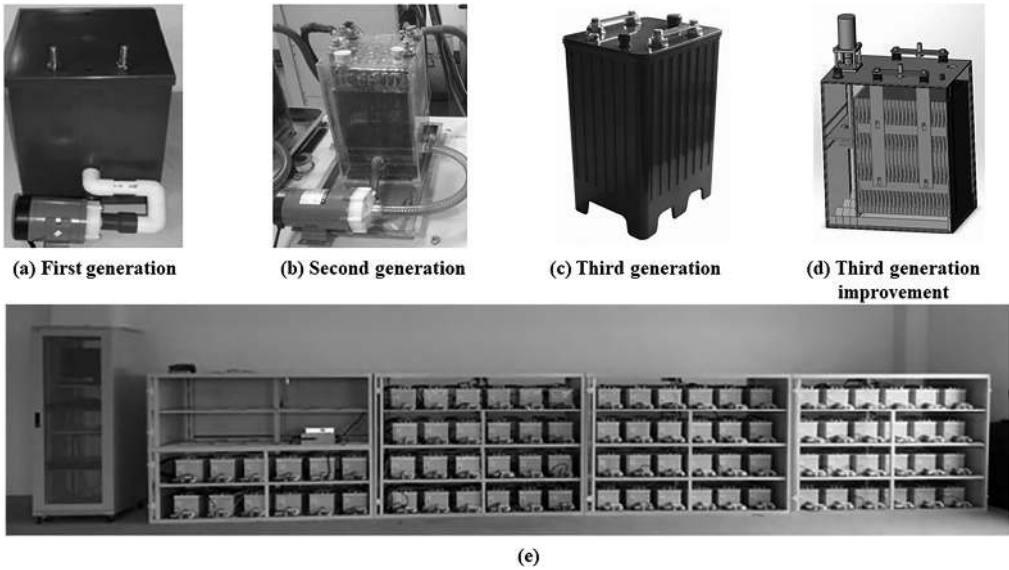 (a) First generation
(b) Second generation
(c) Third generation
(d) Third generation
improvement
(e)